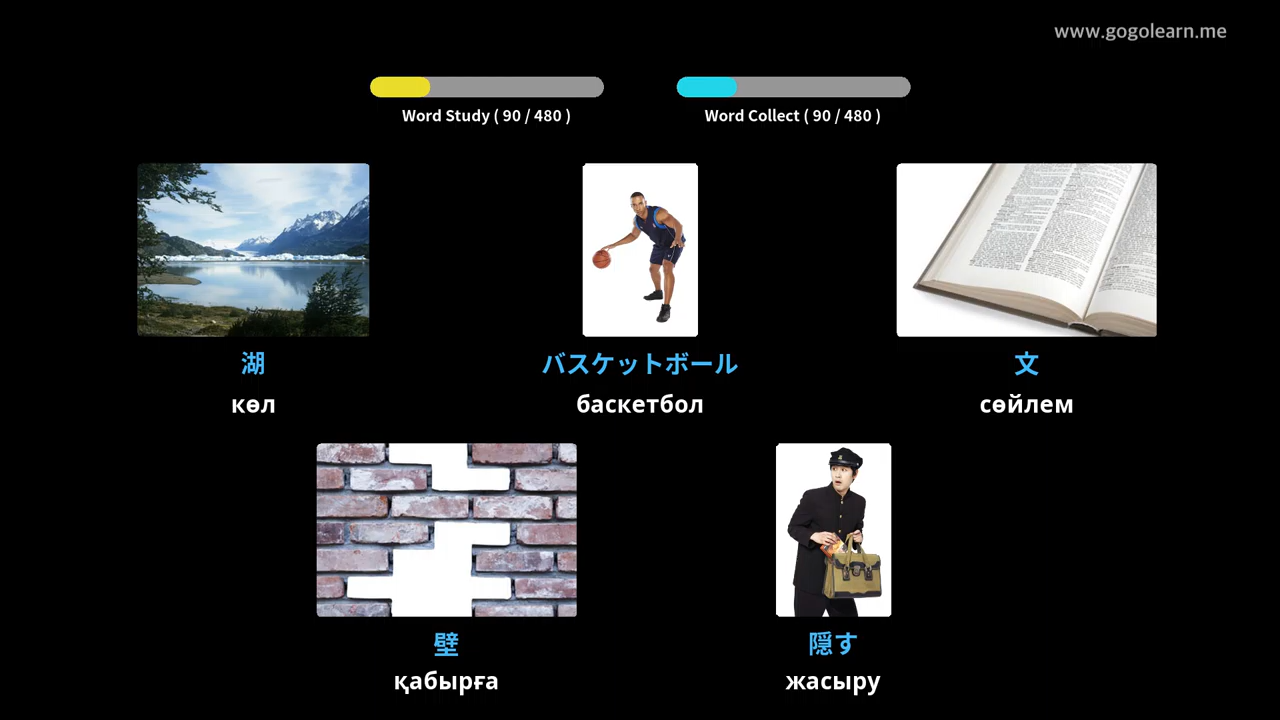 www.gogolearn.me
Word Study ( 90 / 480 )
Word Collect ( 90 / 480 )
湖
көл
バスケットボール
баскетбол
文
сөйлем
壁
қабырға
隠す
жасыру